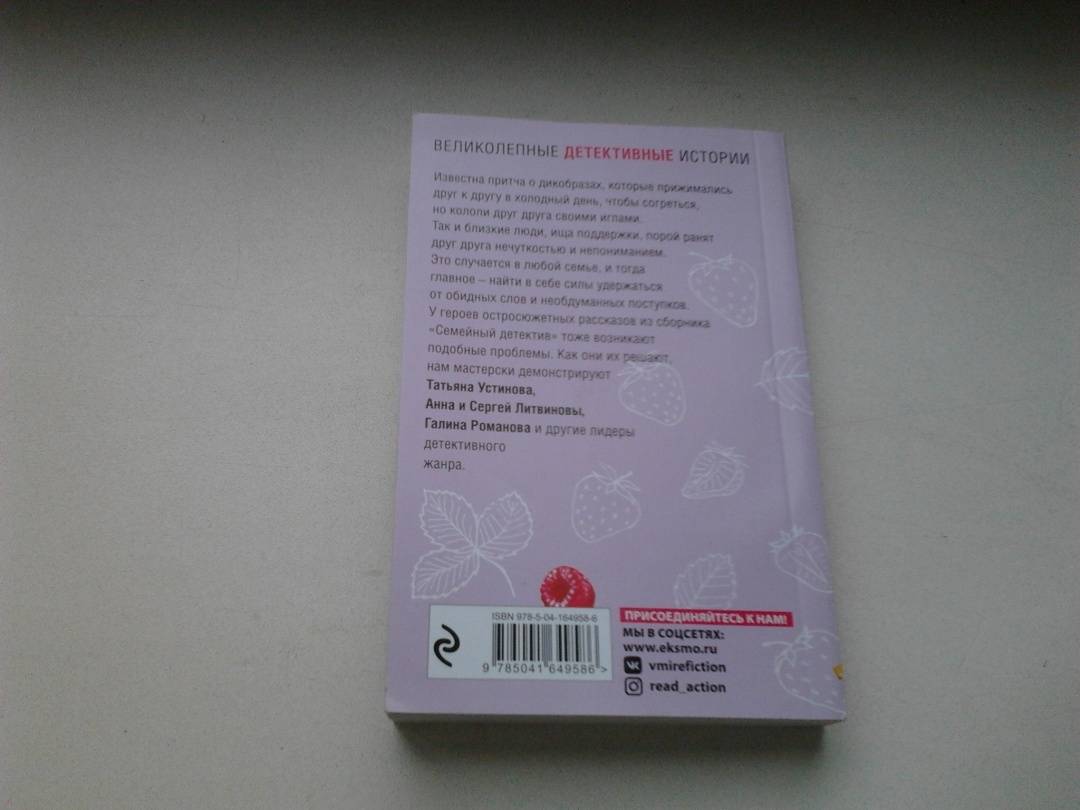 ВЕЛИКОЛЕПНЫЕ ДЕТЕКТИВНЫЕ ИСТОРИИ
Известна притча о дикобразах, которые прижимались
друг к другу в холодный день, чтобы согреться,
но кололи друг друга своими иглами.
Так и близкие люди, ища поддержки, порой ранят
друг друга нечуткостью и непониманием.
Это случается в любой семье, и тогда
главное – найти в себе силы удержаться
от обидных слов и необдуманных поступков.
У героев остросюжетных рассказов из сборника
«Семейный детектив» тоже возникают
подобные проблемы. Как они их решают,
нам мастерски демонстрируют
Татьяна Устинова,
Анна и Сергей Литвиновы,
Галина Романова и другие лидеры
детективного
жанра.
ISBN 978-5-04-164958-6
9 785041 649586 >
ПРИСОЕДИНЯЙТЕСЬ К НАМ!
МЫ В СОЦСЕТЯХ:
www.eksmo.ru
vmirefiction
read_action